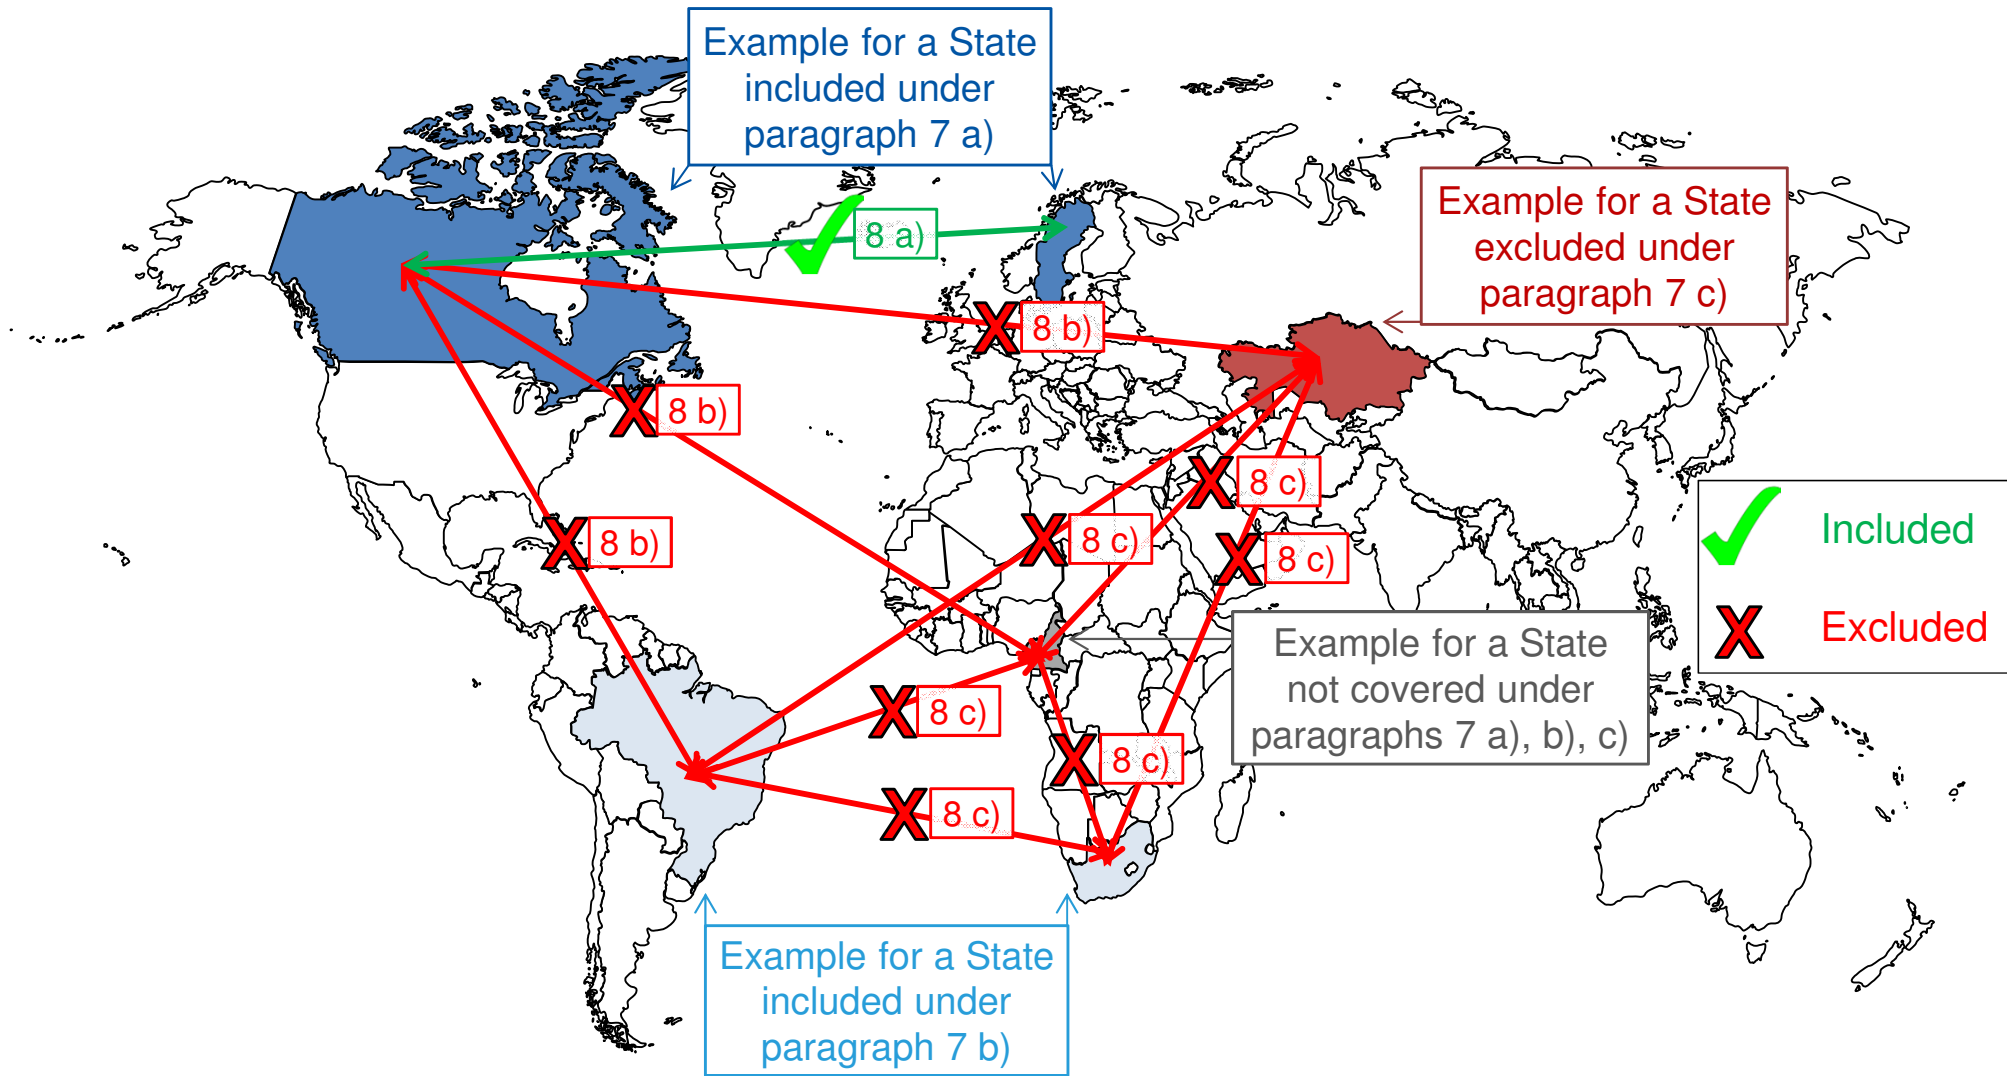 Example for a State
included under
paragraph 7 a)
Example for a State
excluded under
paragraph 7 c)
8 a)
8 b)
8 b)
8 c)
8 b)
8 c)
8 c)
Included
Excluded
Example for a State
not covered under
paragraphs 7 a), b), c)
8 c)
8 c)
8 c)
Example for a State
included under
paragraph 7 b)